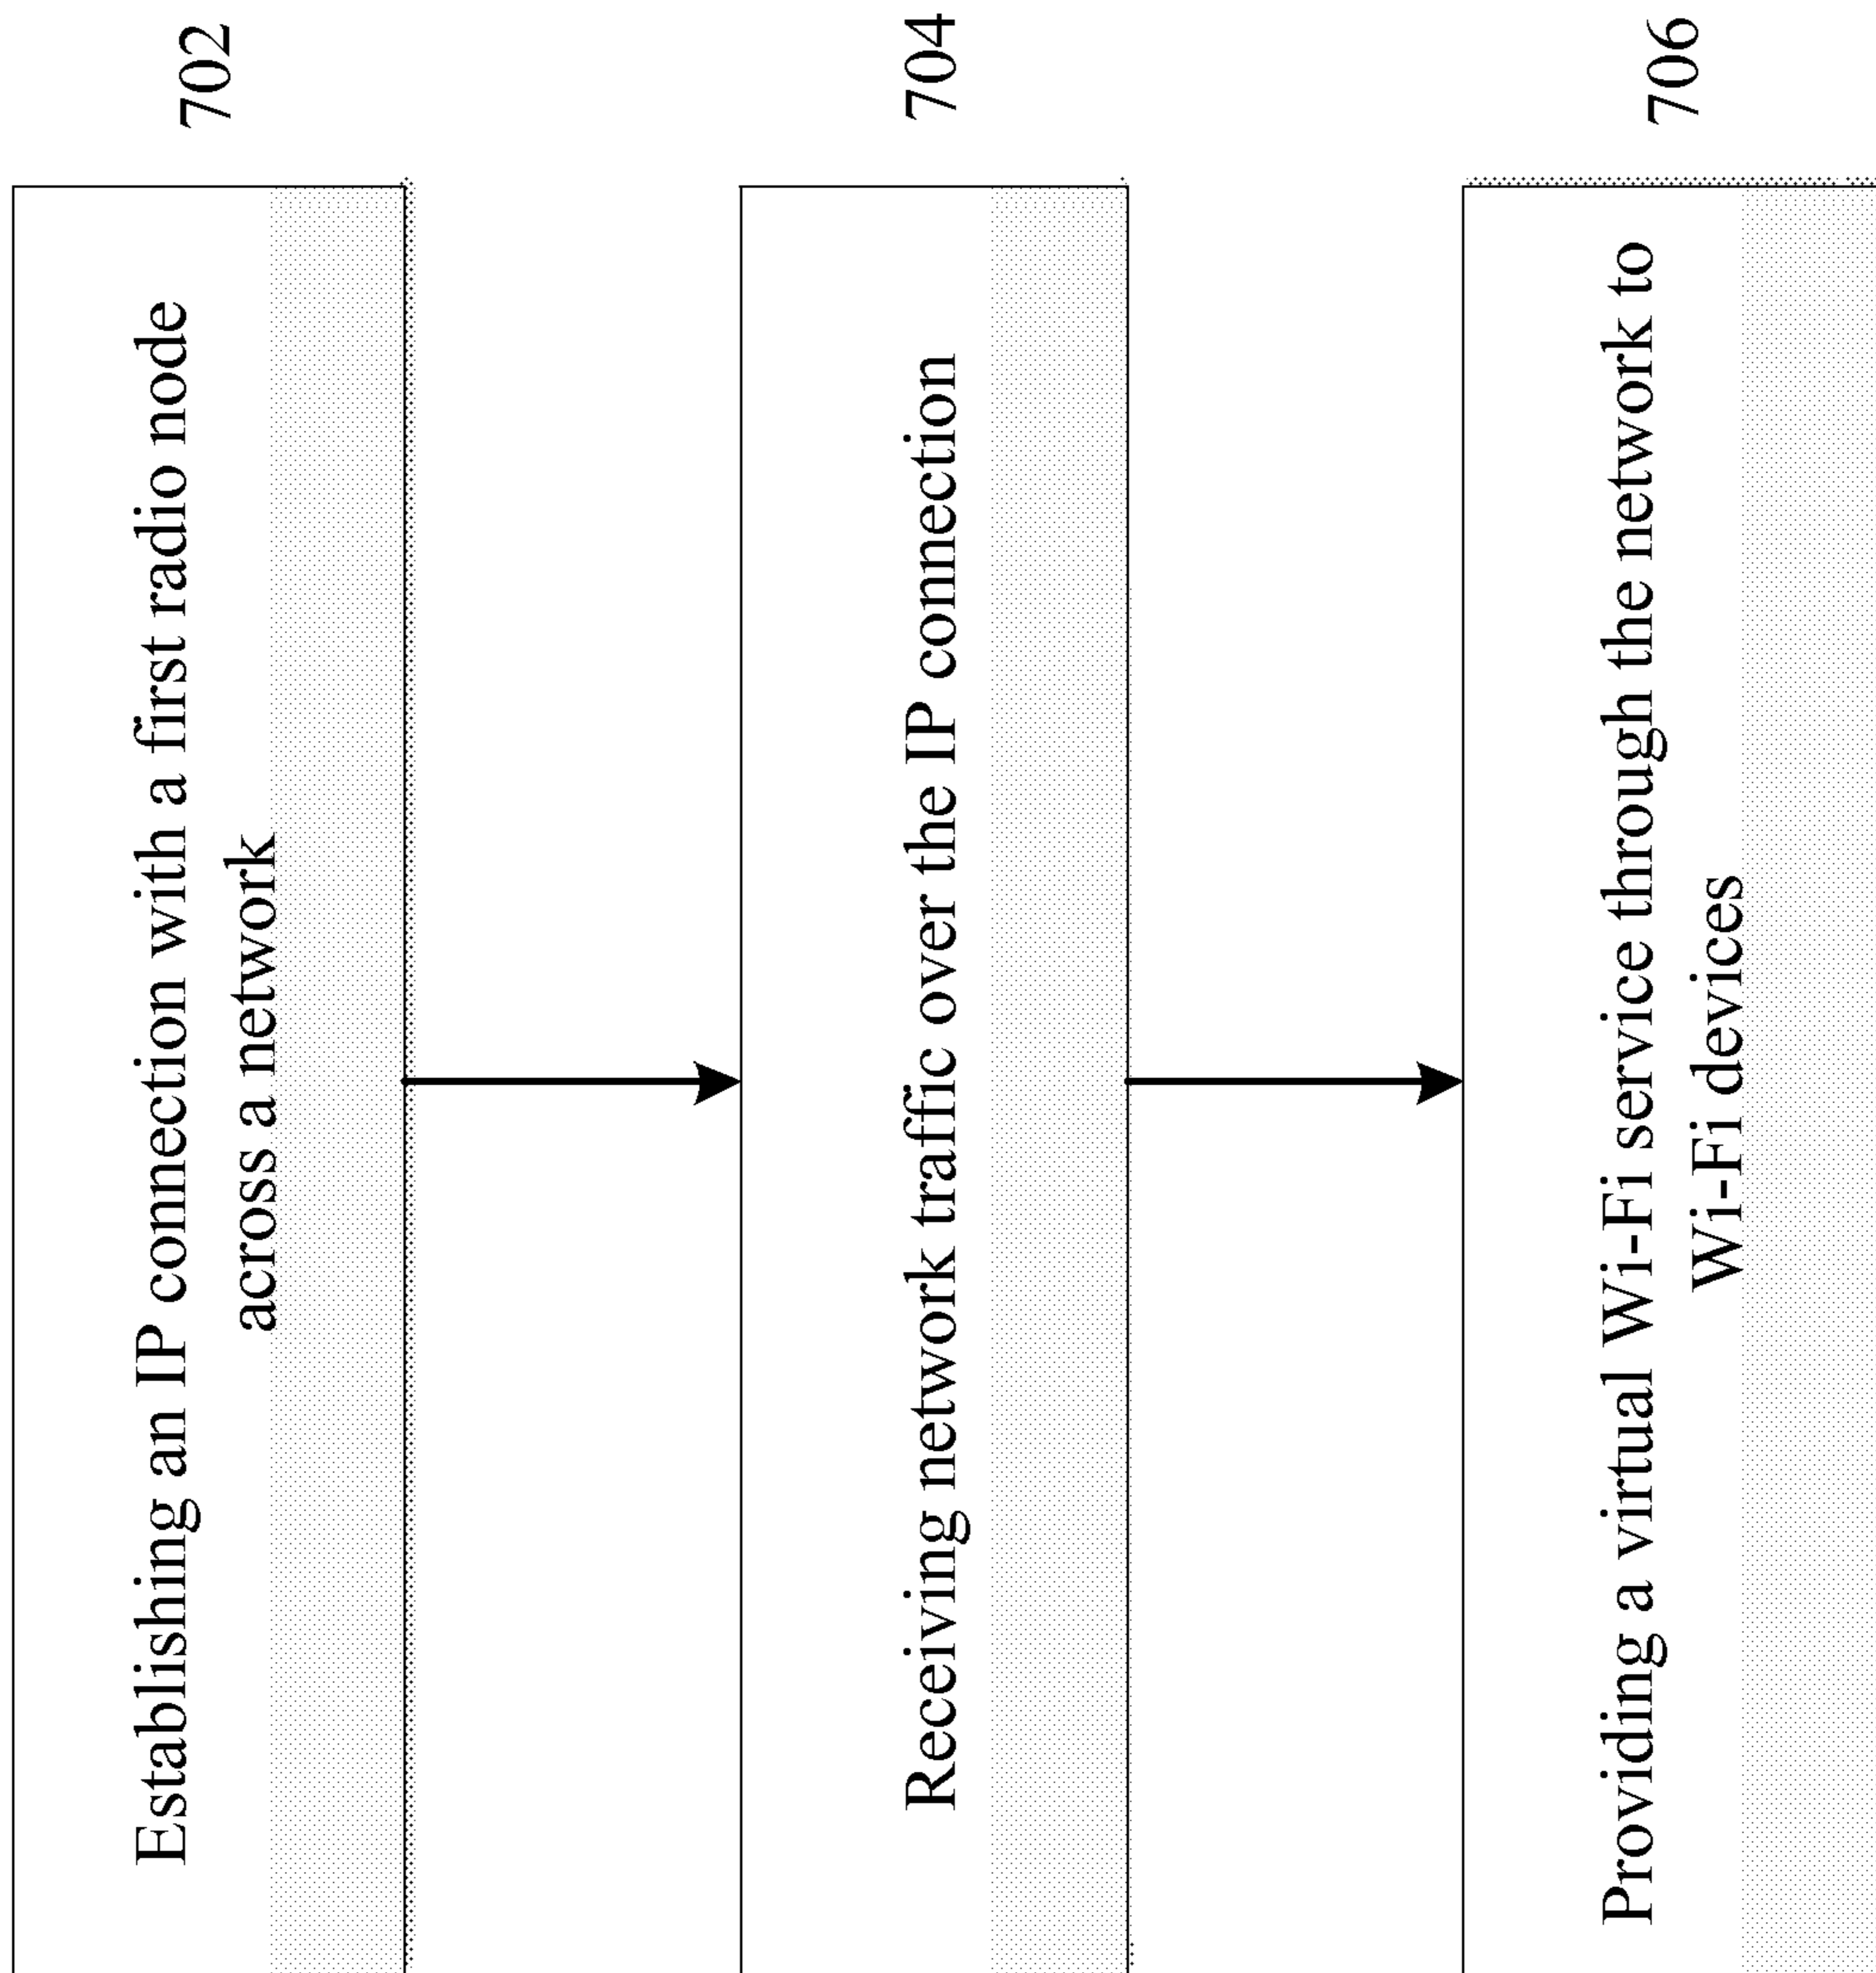 Establishing an IP connection with a first radio node
across a network
702
Receiving network traffic over the IP connection
704
Providing a virtual Wi-Fi service through the network to
Wi-Fi devices
706